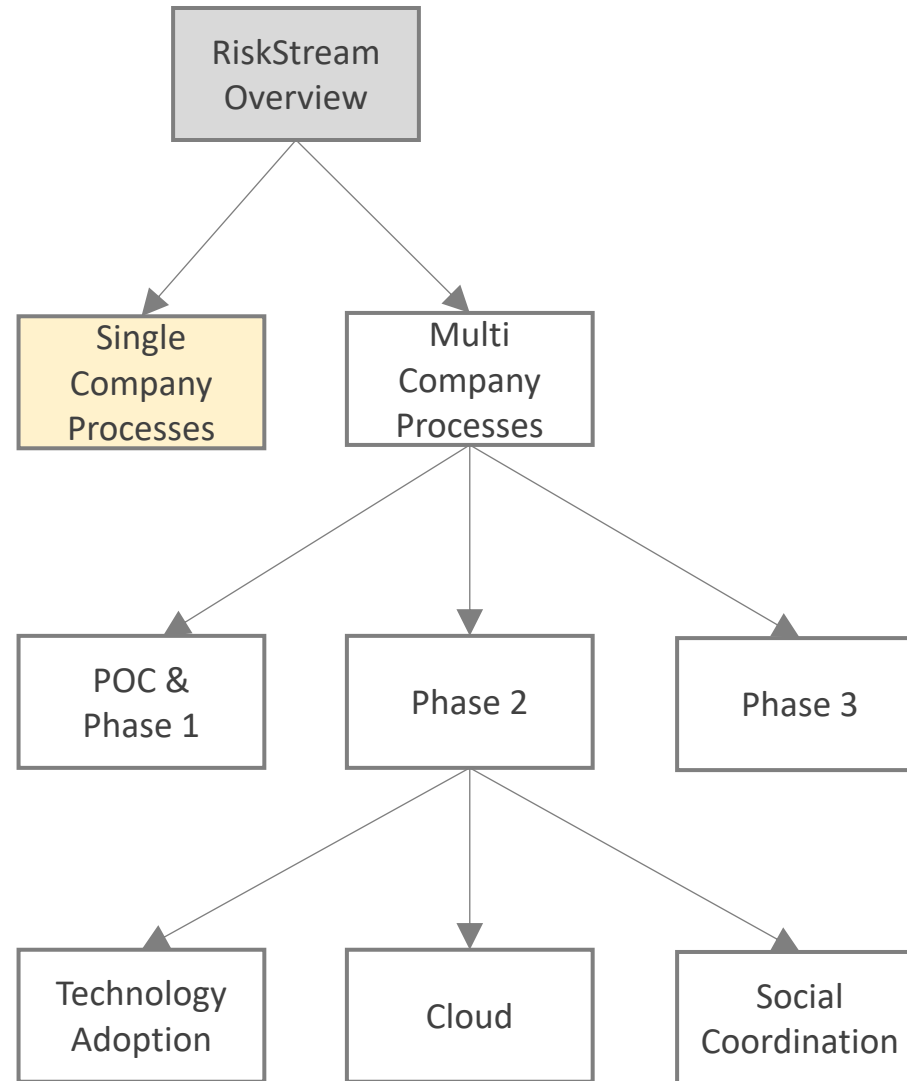 RiskStream
Overview
Single
Company
Processes
Multi
Company
Processes
POC &
Phase 1
Phase 2
Phase 3
Technology
Adoption
Cloud
Social
Coordination